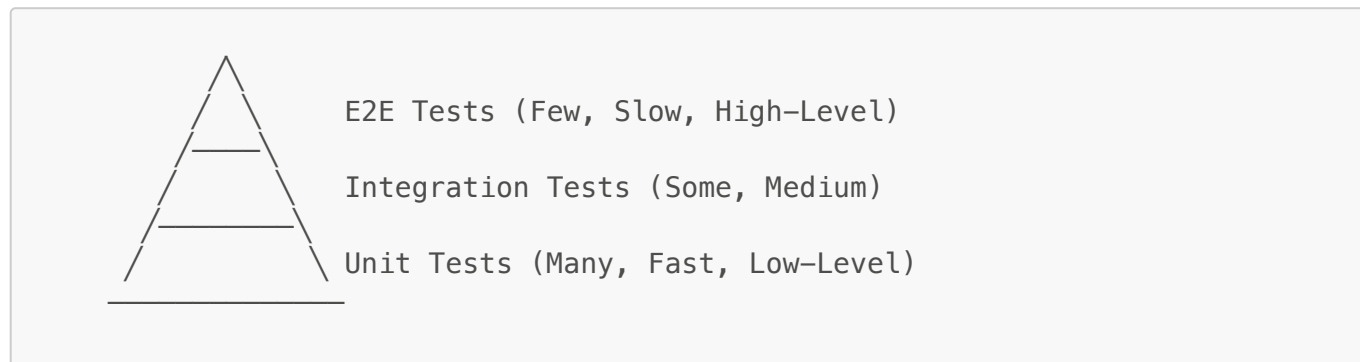 E2E Tests (Few, Slow, High-Level)
Integration Tests (Some, Medium)
Unit Tests (Many, Fast, Low-Level)